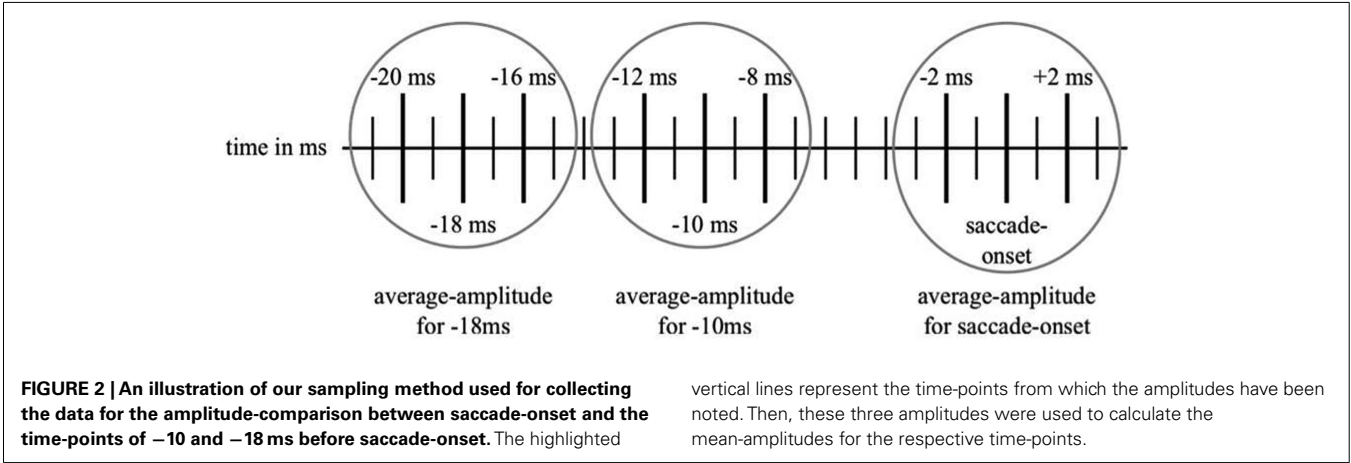 -20 ms -16 ms -12 ms -8 ms -2 ms +2 ms
time in ms
-18 ms -10 ms saccade-
onset
average-amplitude average-amplitude average-amplitude
for -18ms for -10ms for saccade-onset
FIGURE 2 | An illustration of our sampling method used for collecting
the data for the amplitude-comparison between saccade-onset and the
time-points of −10 and −18 ms before saccade-onset. The highlighted
vertical lines represent the time-points from which the amplitudes have been
noted. Then, these three amplitudes were used to calculate the
mean-amplitudes for the respective time-points.